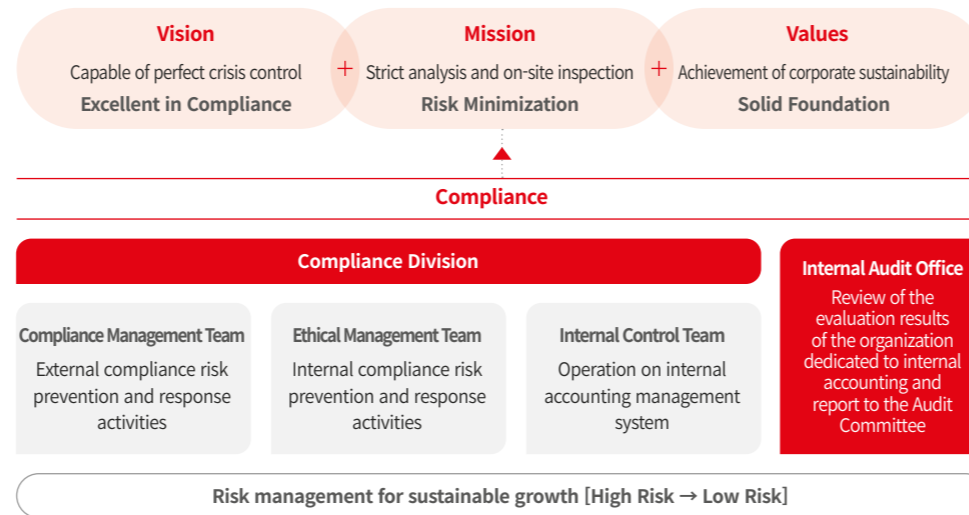 Vision
Capable of perfect crisis control
Excellent in Compliance
+
Mission
Strict analysis and on-site inspection
Risk Minimization
+
Values
Achievement of corporate sustainability
Solid Foundation
Compliance
Compliance Division
Compliance Management Team
External compliance risk
prevention and response
activities
Ethical Management Team
Internal compliance risk
prevention and response
activities
Internal Control Team
Operation on internal
accounting management
system
Internal Audit Office
Review of the
evaluation results
of the organization
dedicated to internal
accounting and
report to the Audit
Committee
Risk management for sustainable growth [High Risk → Low Risk]